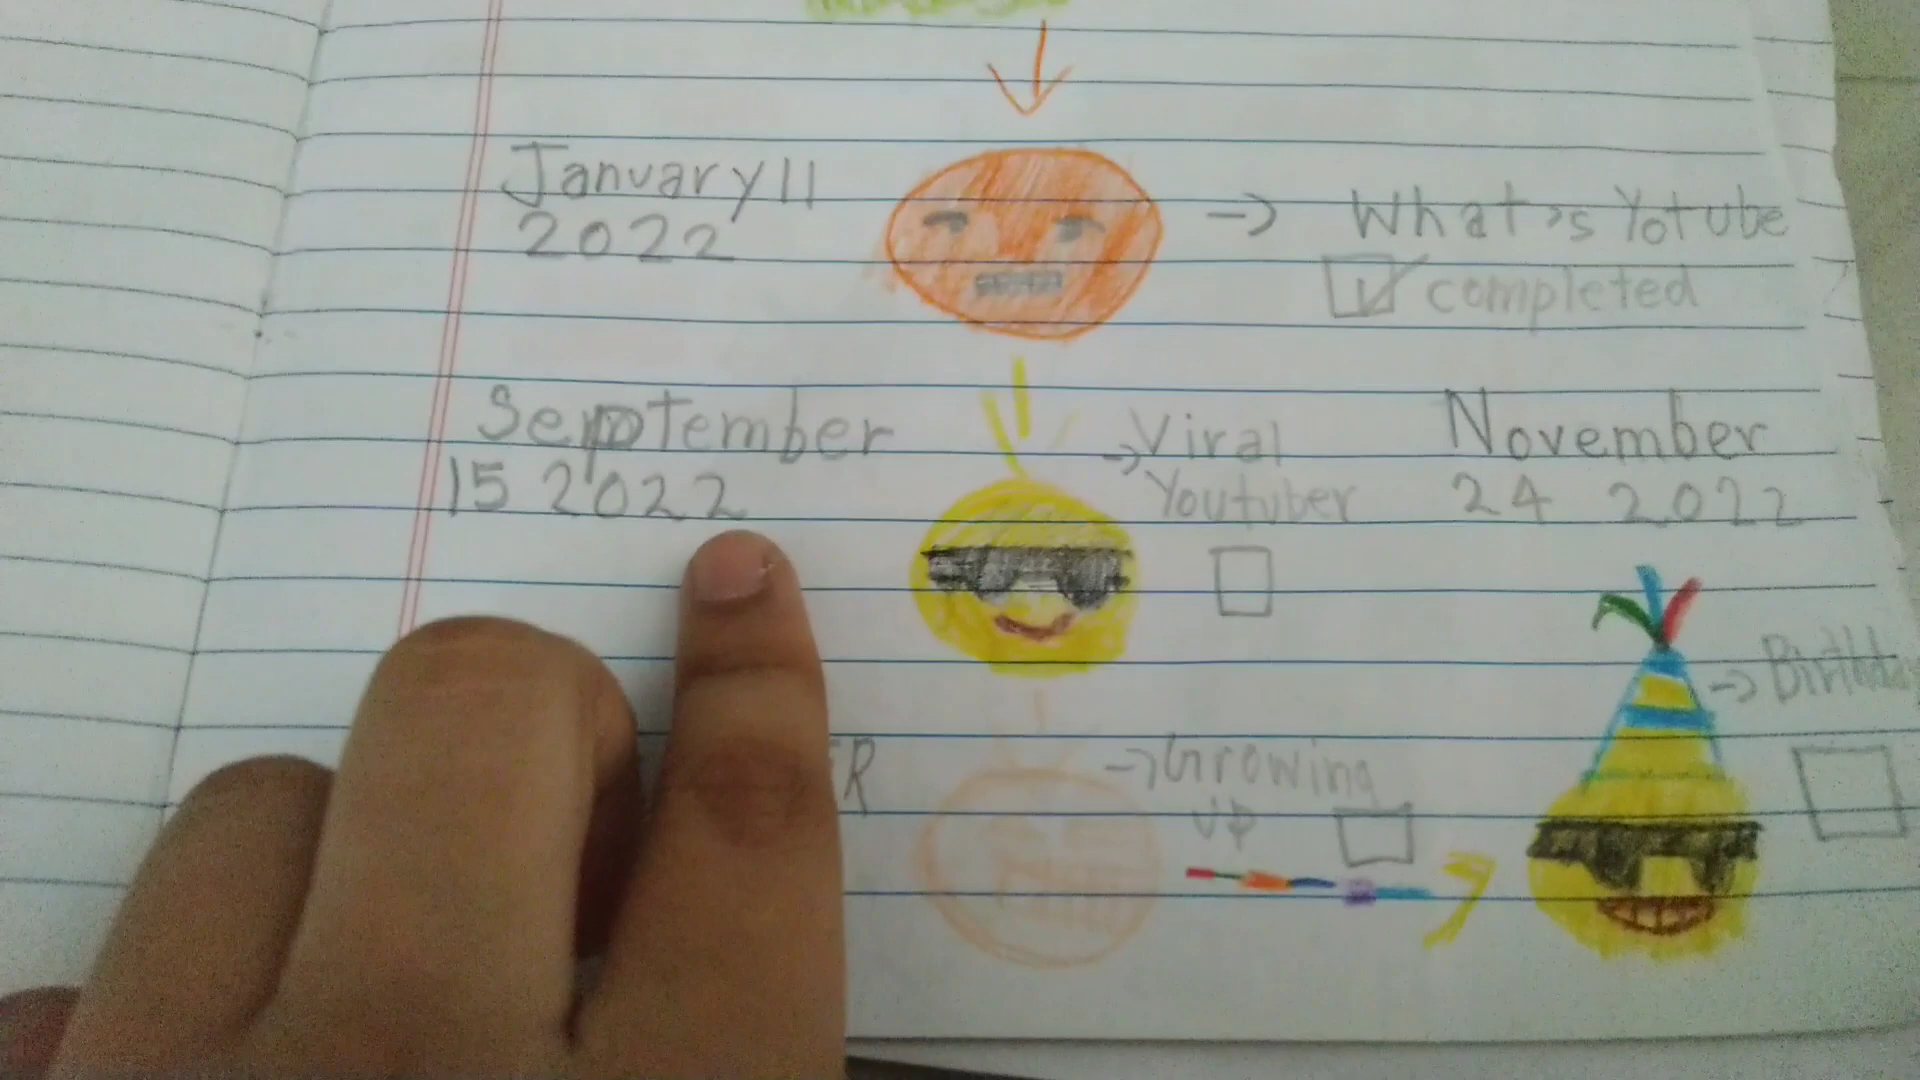 January 11
2022
What's Yotube
completed
September
15 2022
Viral
Youtuber
November
24 2022
Growing
up